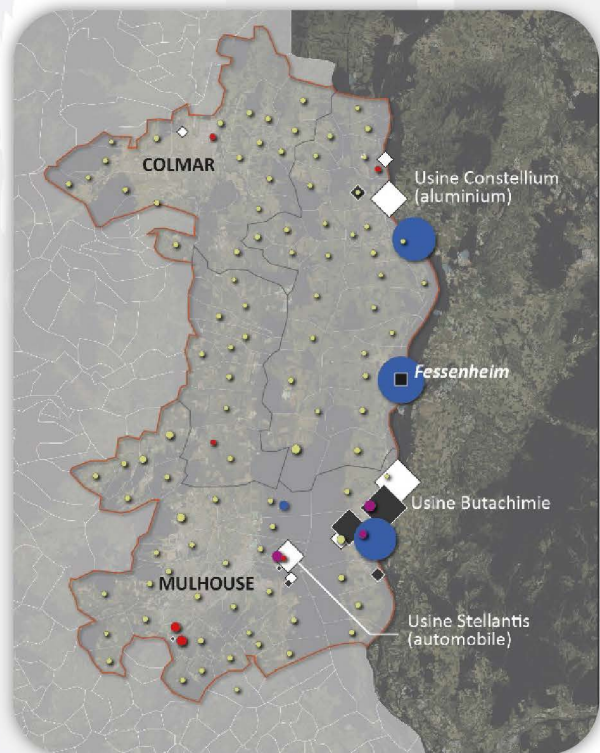 COLMAR
Usine Constellium
(aluminium)
Fessenheim
Usine Butachimie
MULHOUSE
Usine Stellantis
(automobile)